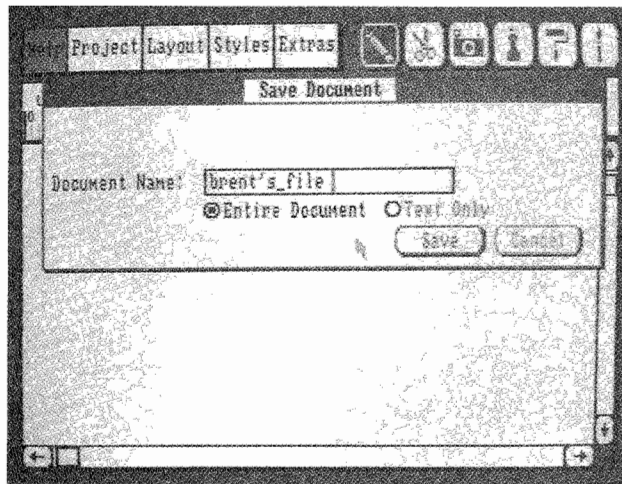 Project Layout Styles Extras
Save Document
Document Name: brent's_file
Entire Document Text Only
Save Cancel